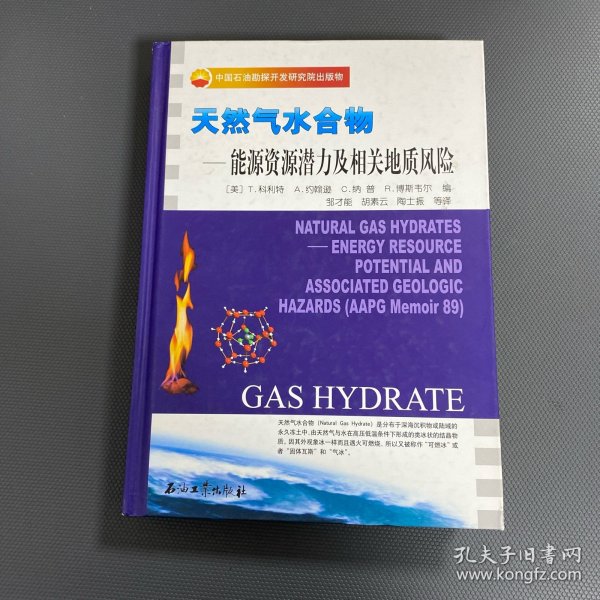 中国石油勘探开发研究院出版物
天然气水合物
——能源资源潜力及相关地质风险
[美] T.科利特 A.约翰逊 C.纳普 R.博斯韦尔 编
邹才能 胡素云 陶士振 等译
NATURAL GAS HYDRATES
——ENERGY RESOURCE
POTENTIAL AND
ASSOCIATED GEOLOGIC
HAZARDS (AAPG Memoir 89)
GAS HYDRATE
天然气水合物 (Natural Gas Hydrate) 是分布于深海沉积物或陆域的
永久冻土中,由天然气与水在高压低温条件下形成的类冰状的结晶物
质。因其外观象冰一样而且遇火可燃烧,所以又被称作“可燃冰”或
者“固体瓦斯”和“气冰”。
石油工业出版社
孔夫子旧书网
www.kongfz.com